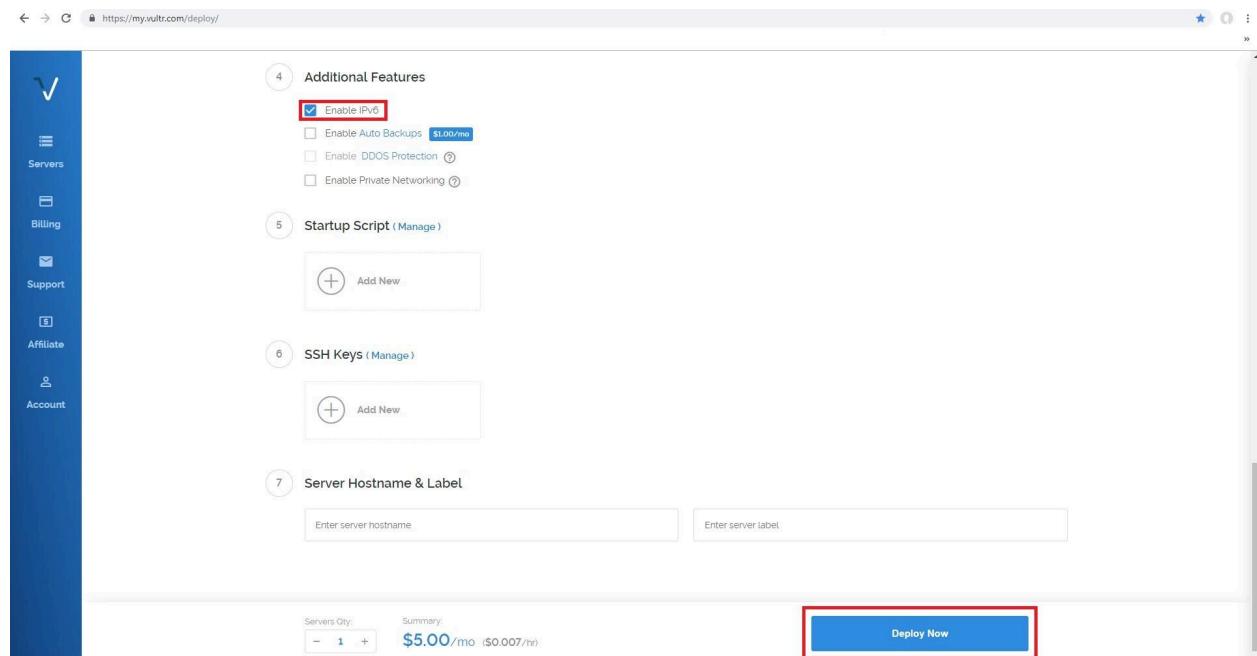 https://my.vultr.com/deploy/
»
4 Additional Features
Enable IPv6
Enable Auto Backups $1.00/mo
Enable DDOS Protection ?
Enable Private Networking ?
5 Startup Script ( Manage )
Add New
6 SSH Keys ( Manage )
Add New
7 Server Hostname & Label
Enter server hostname Enter server label
Servers
Billing
Support
Affiliate
Account
Servers Qty: Summary:
- 1 + $5.00/mo ($0.007/hr)
Deploy Now